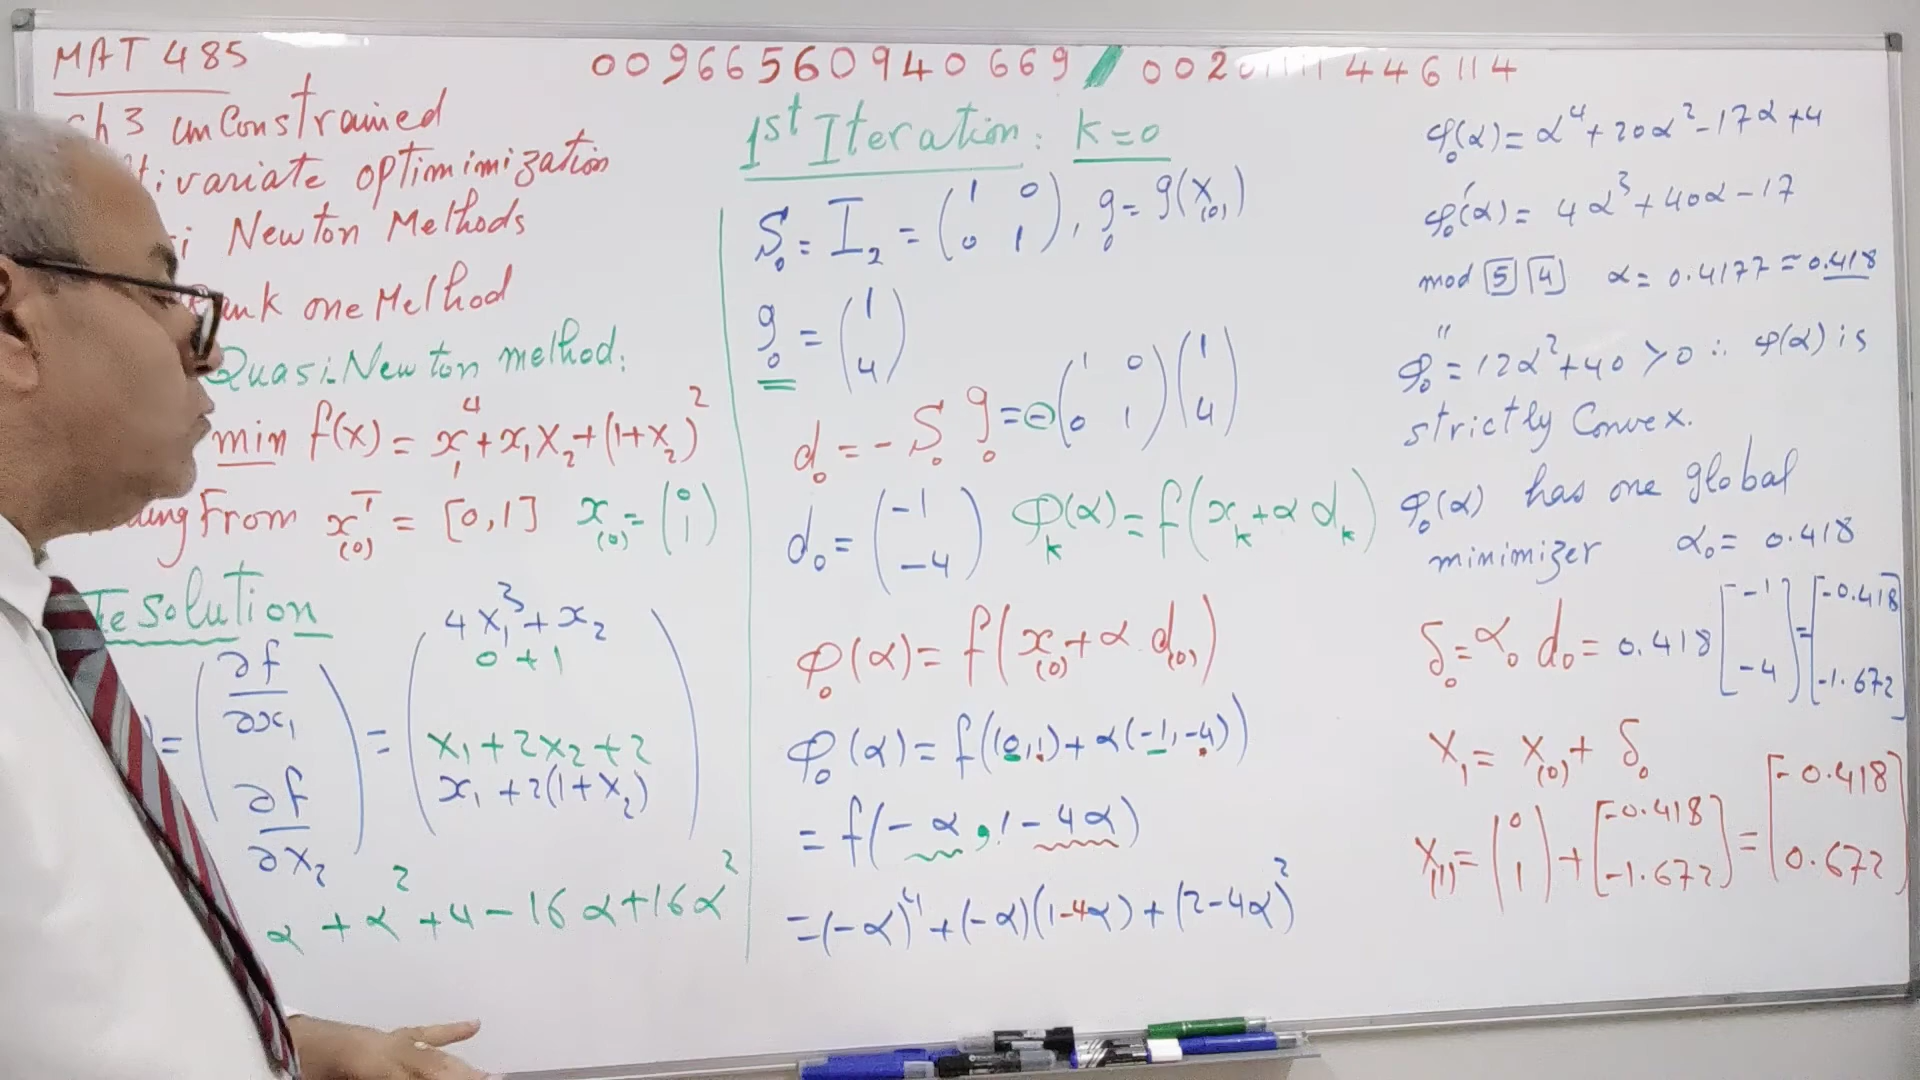 MAT 485
00966560940669 / 00201111446114
ch 3 unConstrained
tivariate optimimization
i Newton Methods
ank one Method
Quasi-Newton method:
min f(x) = x₁⁴ + x₁x₂ + (1+x₂)²
ing From x₍₀₎ᵀ = [0,1] x₍₀₎ = (0 1)
solution
= (∂f/∂x₁ ∂f/∂x₂) = (4x₁³ + x₂
0 + 1
x₁ + 2x₂ + 2
x₁ + 2(1+x₂))
α + α² + 4 - 16α + 16α²
1st Iteration: k=0
S₀ = I₂ = (1 0 0 1), g₀ = g(x₍₀₎)
g₀ = (1 4)
d₀ = -S₀ g₀ = -(1 0 0 1)(1 4)
d₀ = (-1 -4) φₖ(α) = f(xₖ + α dₖ)
φ₀(α) = f(x₍₀₎ + α d₍₀₎)
φ₀(α) = f((0,1) + α(-1,-4))
= f(-α, 1-4α)
= (-α)⁴ + (-α)(1-4α) + (2-4α)²
φ₀(α) = α⁴ + 20α² - 17α + 4
φ₀′(α) = 4α³ + 40α - 17
mod 5 4 α = 0.4177 ≈ 0.418
φ₀″ = 12α² + 40 > 0 ∴ φ(α) is
strictly Convex.
φ₀(α) has one global
minimizer α₀ = 0.418
δ₀ = α₀ d₀ = 0.418 [-1 -4] = [-0.418 -1.672]
x₁ = x₍₀₎ + δ₀
x₍₁₎ = (0 1) + [-0.418 -1.672] = [-0.418 0.672]